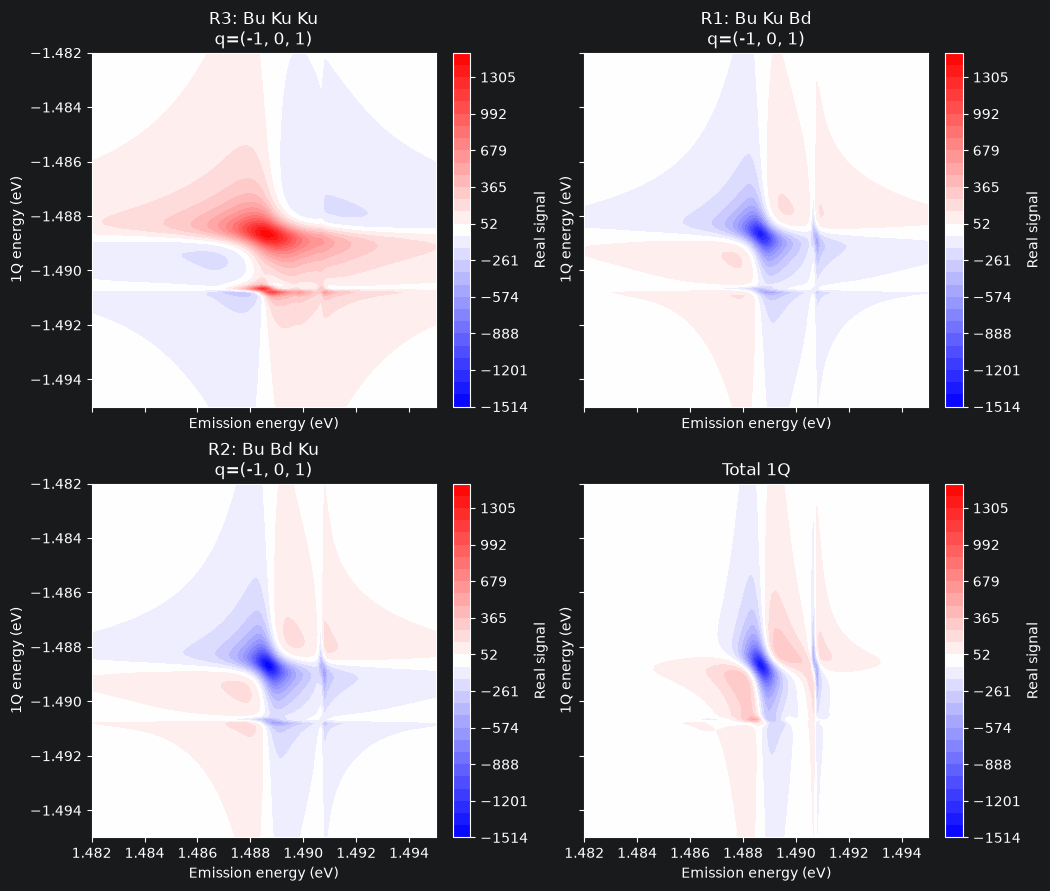 R3: Bu Ku Ku
q=(-1, 0, 1)
−1.482
−1.484
−1.486
−1.488
−1.490
−1.492
−1.494
1Q energy (eV)
Emission energy (eV)
1305
992
679
365
52
−261
−574
−888
−1201
−1514
Real signal
R1: Bu Ku Bd
q=(-1, 0, 1)
1Q energy (eV)
Emission energy (eV)
1305
992
679
365
52
−261
−574
−888
−1201
−1514
Real signal
R2: Bu Bd Ku
q=(-1, 0, 1)
−1.482
−1.484
−1.486
−1.488
−1.490
−1.492
−1.494
1Q energy (eV)
1.482 1.484 1.486 1.488 1.490 1.492 1.494
Emission energy (eV)
1305
992
679
365
52
−261
−574
−888
−1201
−1514
Real signal
Total 1Q
1Q energy (eV)
1.482 1.484 1.486 1.488 1.490 1.492 1.494
Emission energy (eV)
1305
992
679
365
52
−261
−574
−888
−1201
−1514
Real signal